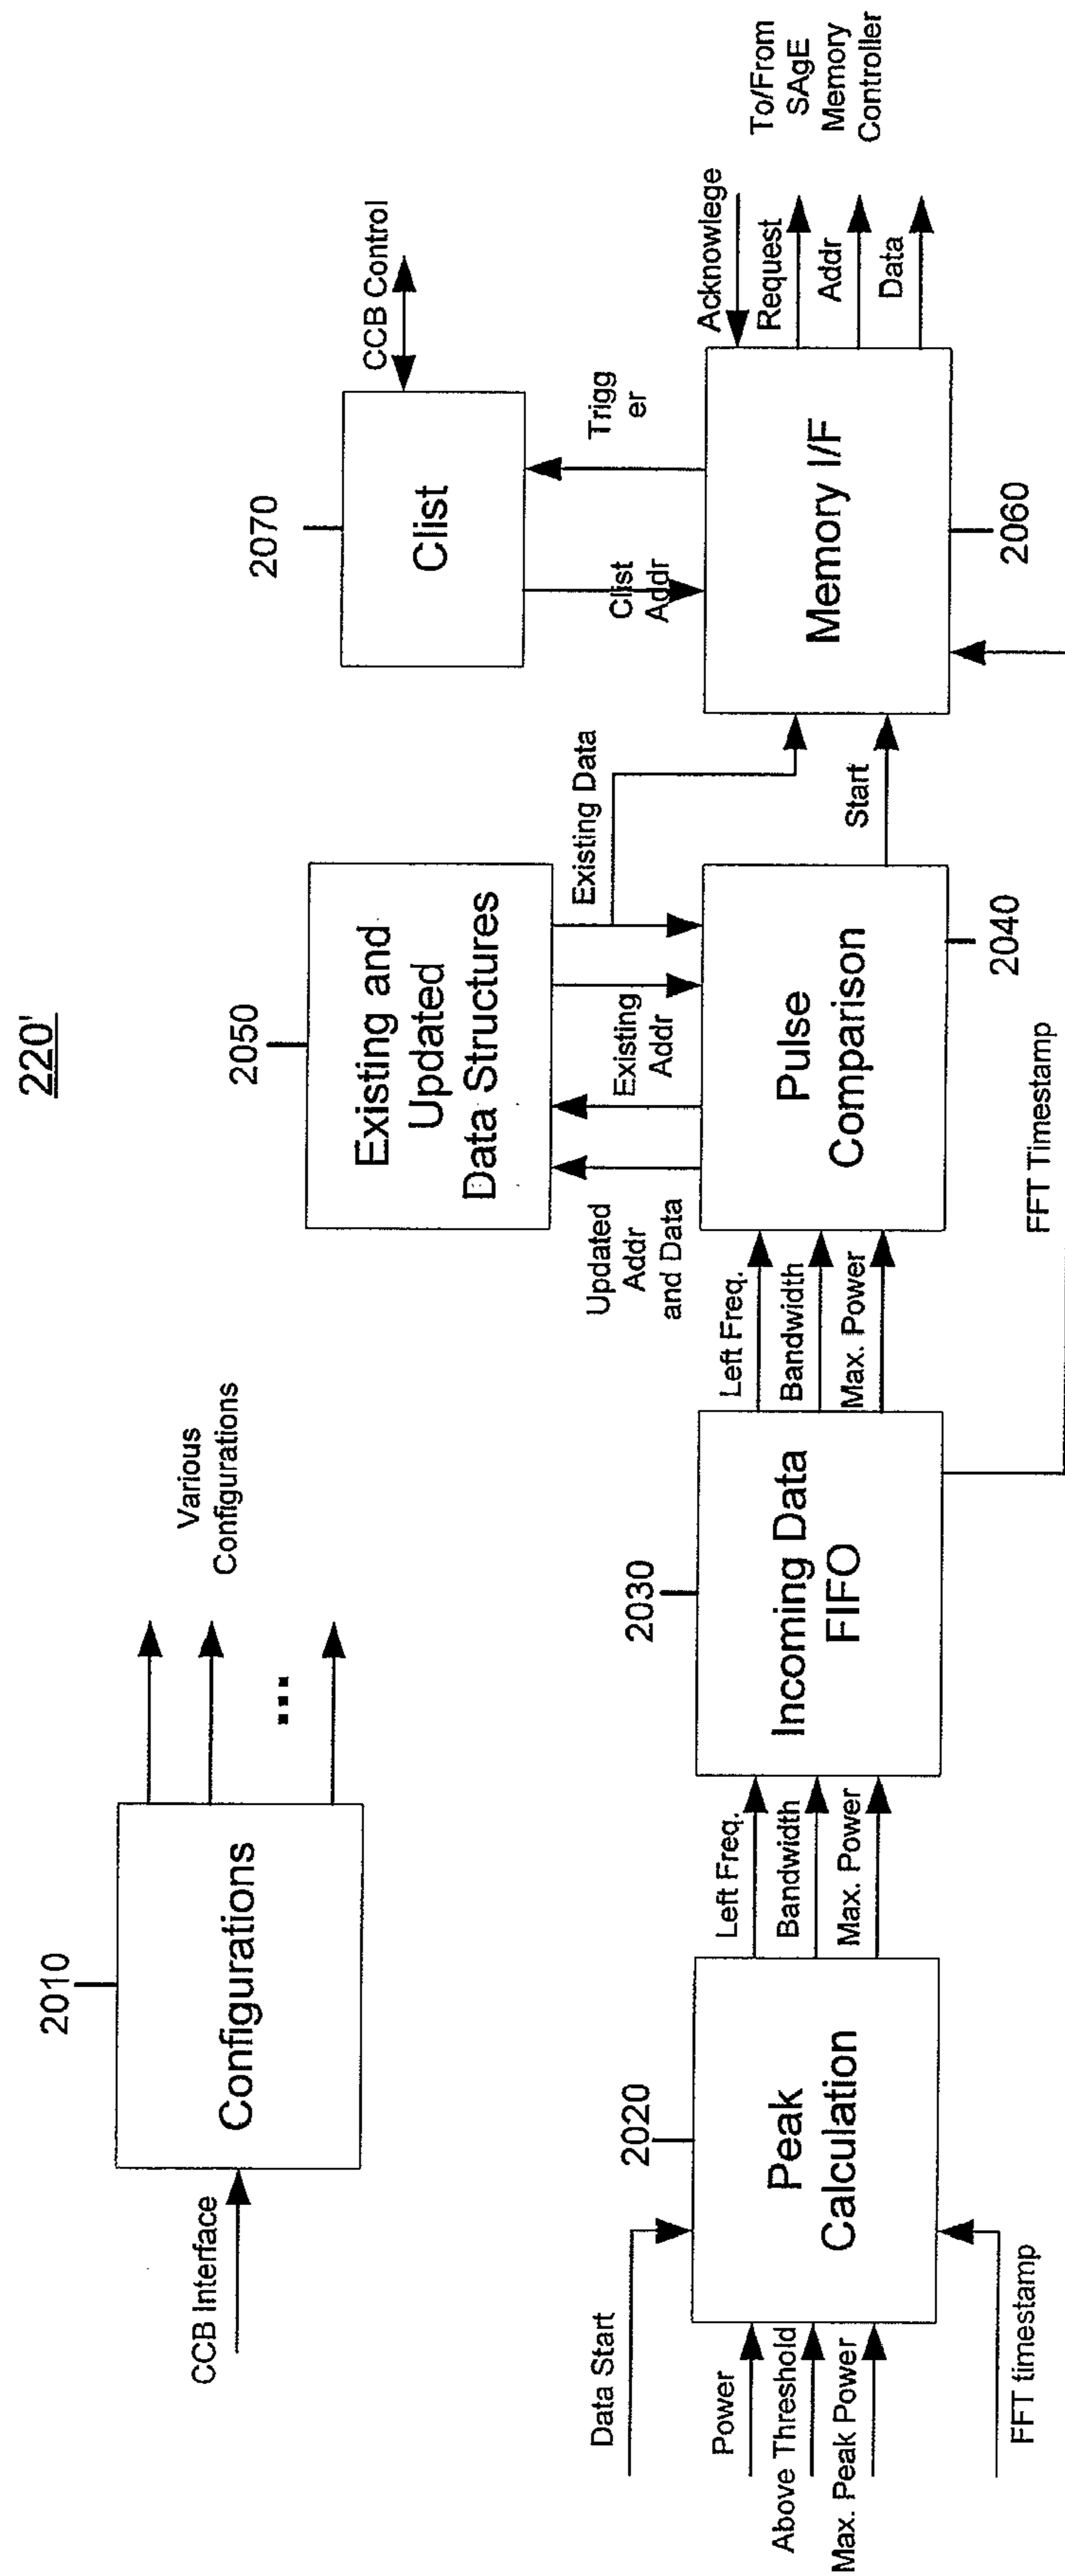 220'
2010
CCB Interface
Configurations
Various
Configurations
2020
Data Start
Power
Above Threshold
Max. Peak Power
FFT timestamp
Peak
Calculation
Left Freq.
Bandwidth
Max. Power
2030
Incoming Data
FIFO
Left Freq.
Bandwidth
Max. Power
FFT Timestamp
2050
Existing and
Updated
Data Structures
Updated
Addr
and Data
Existing
Addr
Existing Data
Pulse
Comparison
2040
Start
2070
Clist
CCB Control
Clist
Addr
Trigg
er
Memory I/F
2060
Acknowlege
Request
Addr
Data
To/From
SAgE
Memory
Controller